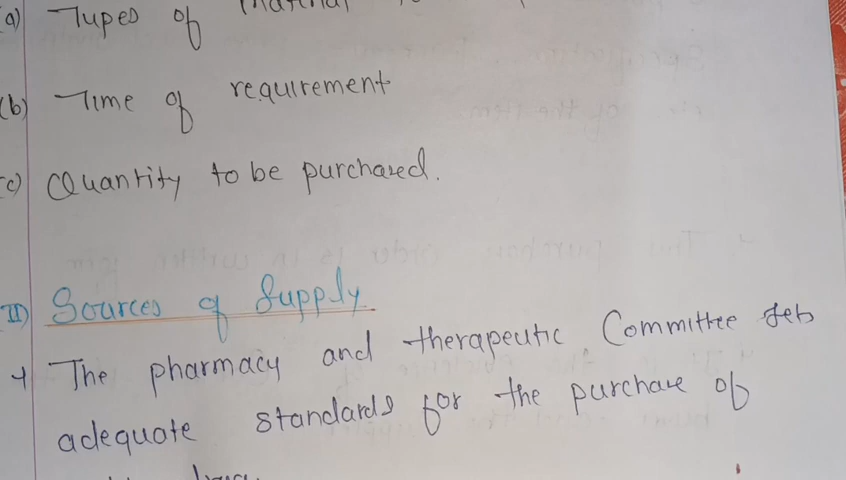 (a) Types of Material
(b) Time of requirement
(c) Quantity to be purchased.
II) Sources of Supply
The pharmacy and therapeutic Committee sets
adequate standards for the purchase of